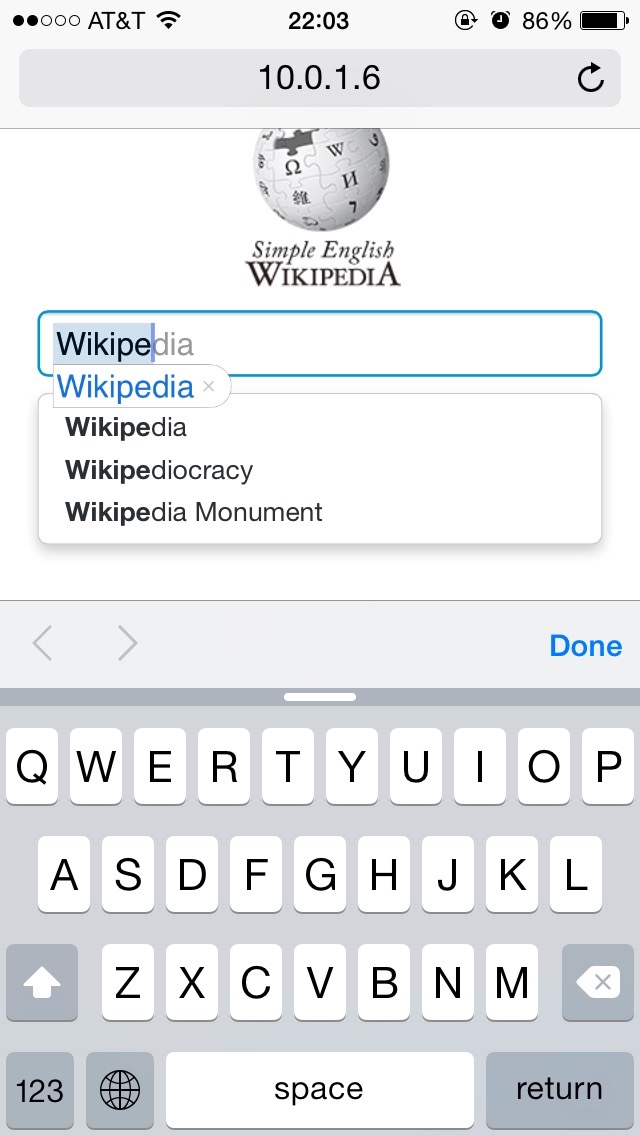 AT&T 22:03 86%
10.0.1.6
Ω W И 維
Simple English
WIKIPEDIA
Wikipedia
Wikipedia ×
Wikipedia
Wikipediocracy
Wikipedia Monument
Done
Q W E R T Y U I O P
A S D F G H J K L
Z X C V B N M
123 space return